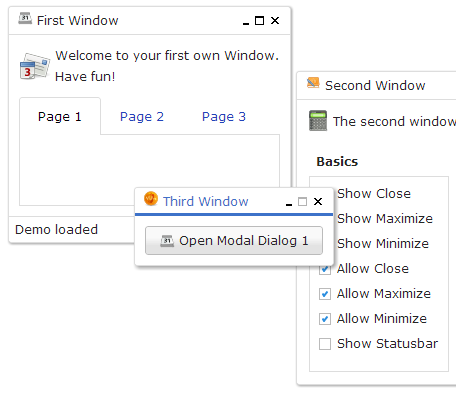 First Window
Welcome to your first own Window.
Have fun!
Page 1
Page 2
Page 3
Demo loaded
Third Window
Open Modal Dialog 1
Second Window
The second window
Basics
Show Close
Show Maximize
Show Minimize
Allow Close
Allow Maximize
Allow Minimize
Show Statusbar